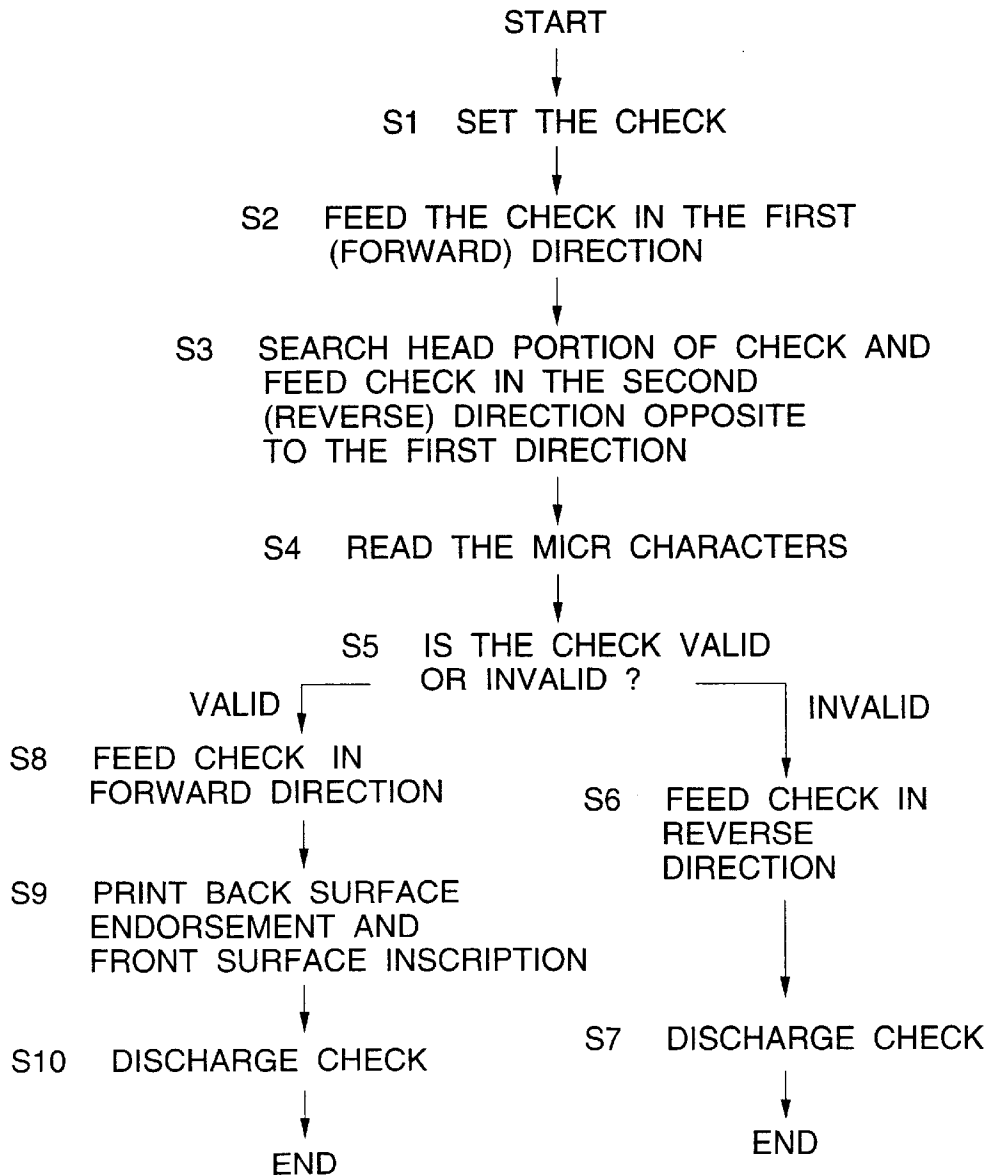 START
S1 SET THE CHECK
S2 FEED THE CHECK IN THE FIRST
(FORWARD) DIRECTION
S3 SEARCH HEAD PORTION OF CHECK AND
FEED CHECK IN THE SECOND
(REVERSE) DIRECTION OPPOSITE
TO THE FIRST DIRECTION
S4 READ THE MICR CHARACTERS
S5 IS THE CHECK VALID
OR INVALID ?
VALID
S8 FEED CHECK IN
FORWARD DIRECTION
S9 PRINT BACK SURFACE
ENDORSEMENT AND
FRONT SURFACE INSCRIPTION
S10 DISCHARGE CHECK
END
INVALID
S6 FEED CHECK IN
REVERSE
DIRECTION
S7 DISCHARGE CHECK
END